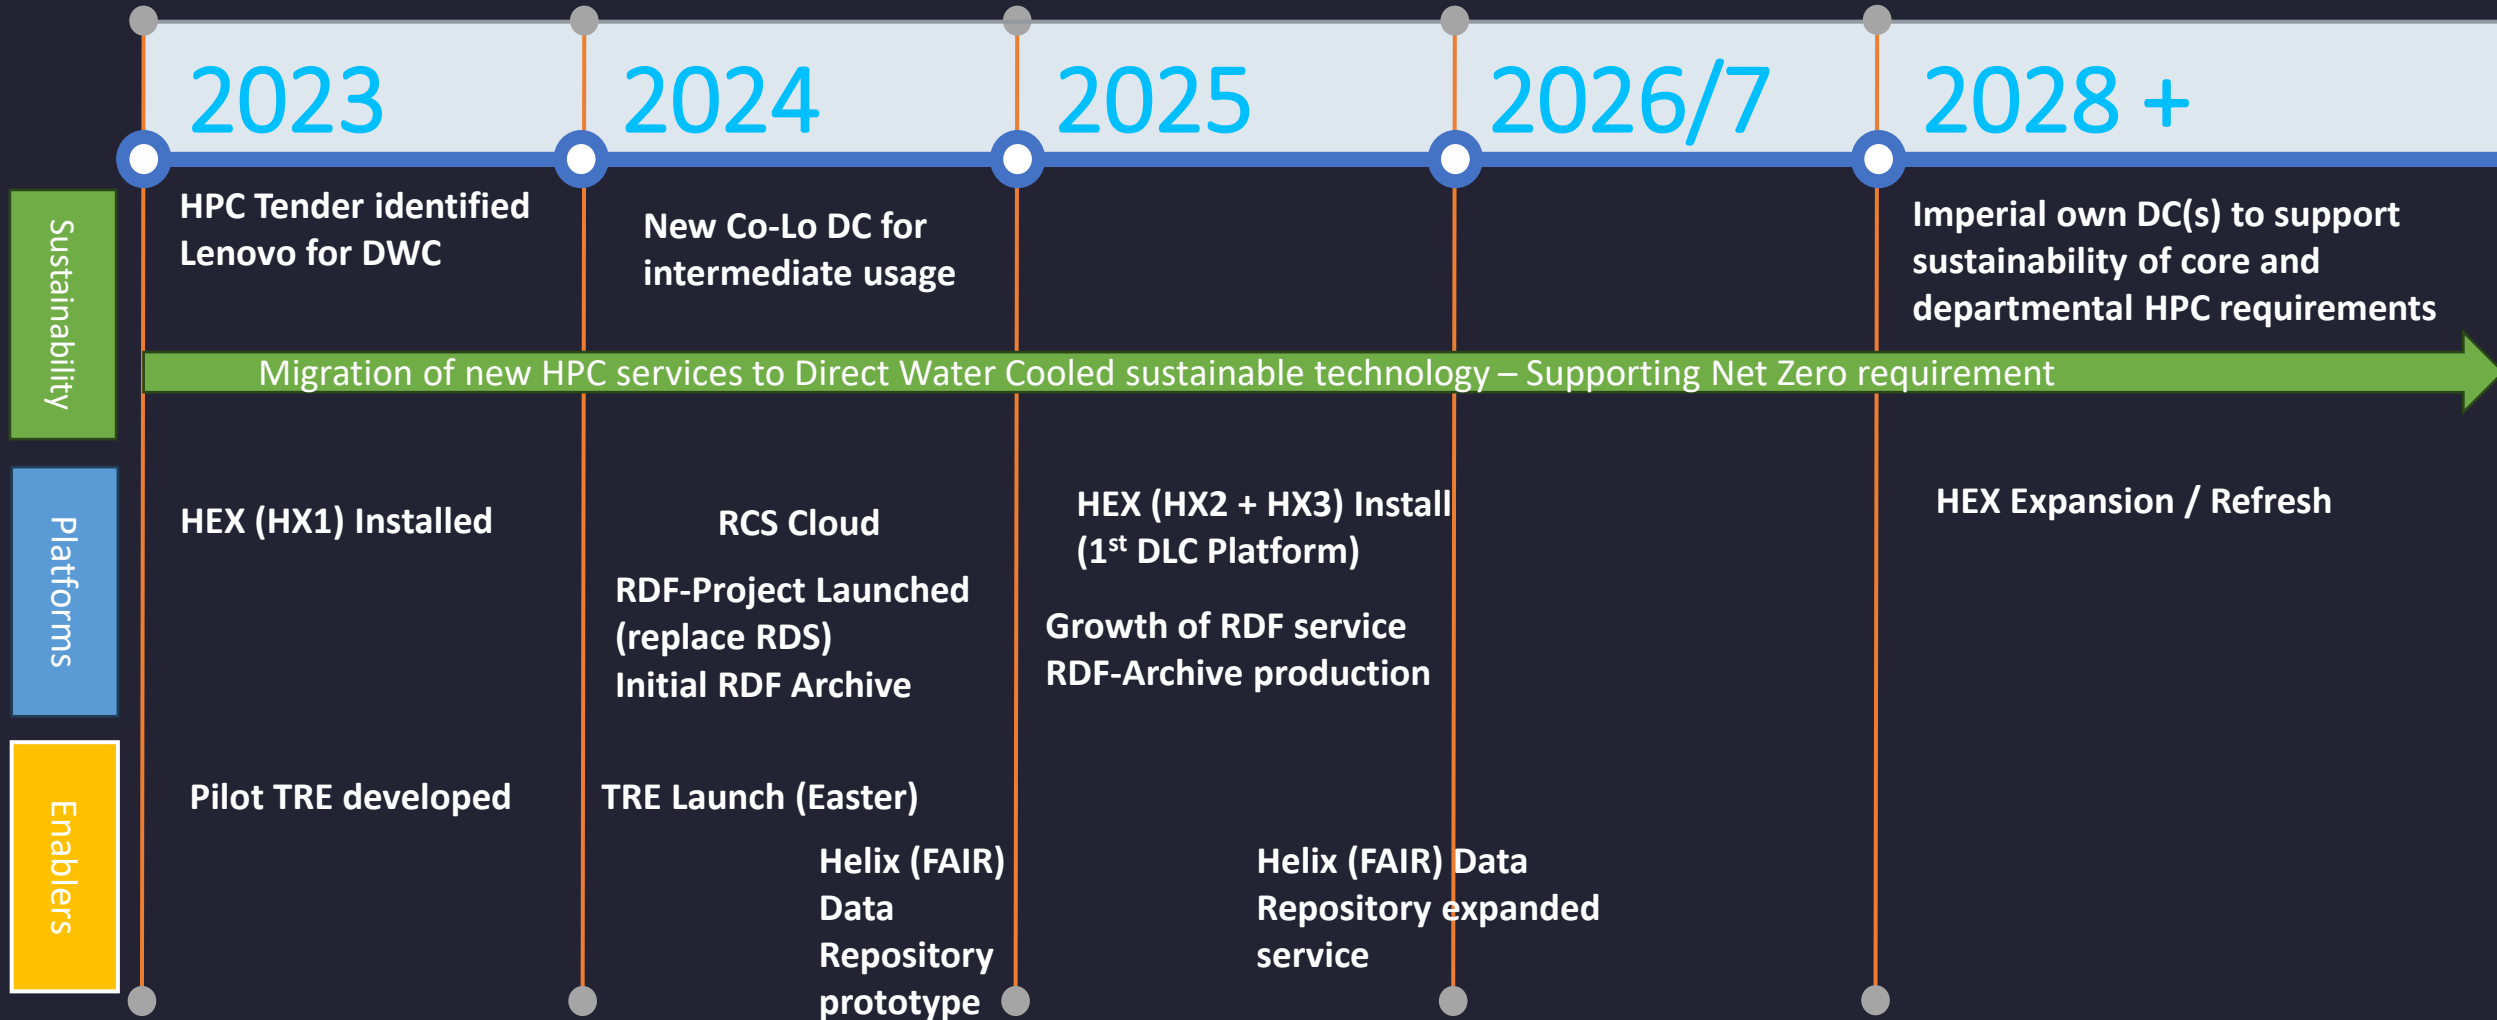 2023
2024
2025
2026/7
2028 +
Sustainability
HPC Tender identified
Lenovo for DWC
New Co-Lo DC for
intermediate usage
Imperial own DC(s) to support
sustainability of core and
departmental HPC requirements
Migration of new HPC services to Direct Water Cooled sustainable technology – Supporting Net Zero requirement
Platforms
HEX (HX1) Installed
RCS Cloud
RDF-Project Launched
(replace RDS)
Initial RDF Archive
HEX (HX2 + HX3) Install
(1st DLC Platform)
Growth of RDF service
RDF-Archive production
HEX Expansion / Refresh
Enablers
Pilot TRE developed
TRE Launch (Easter)
Helix (FAIR)
Data
Repository
prototype
Helix (FAIR) Data
Repository expanded
service